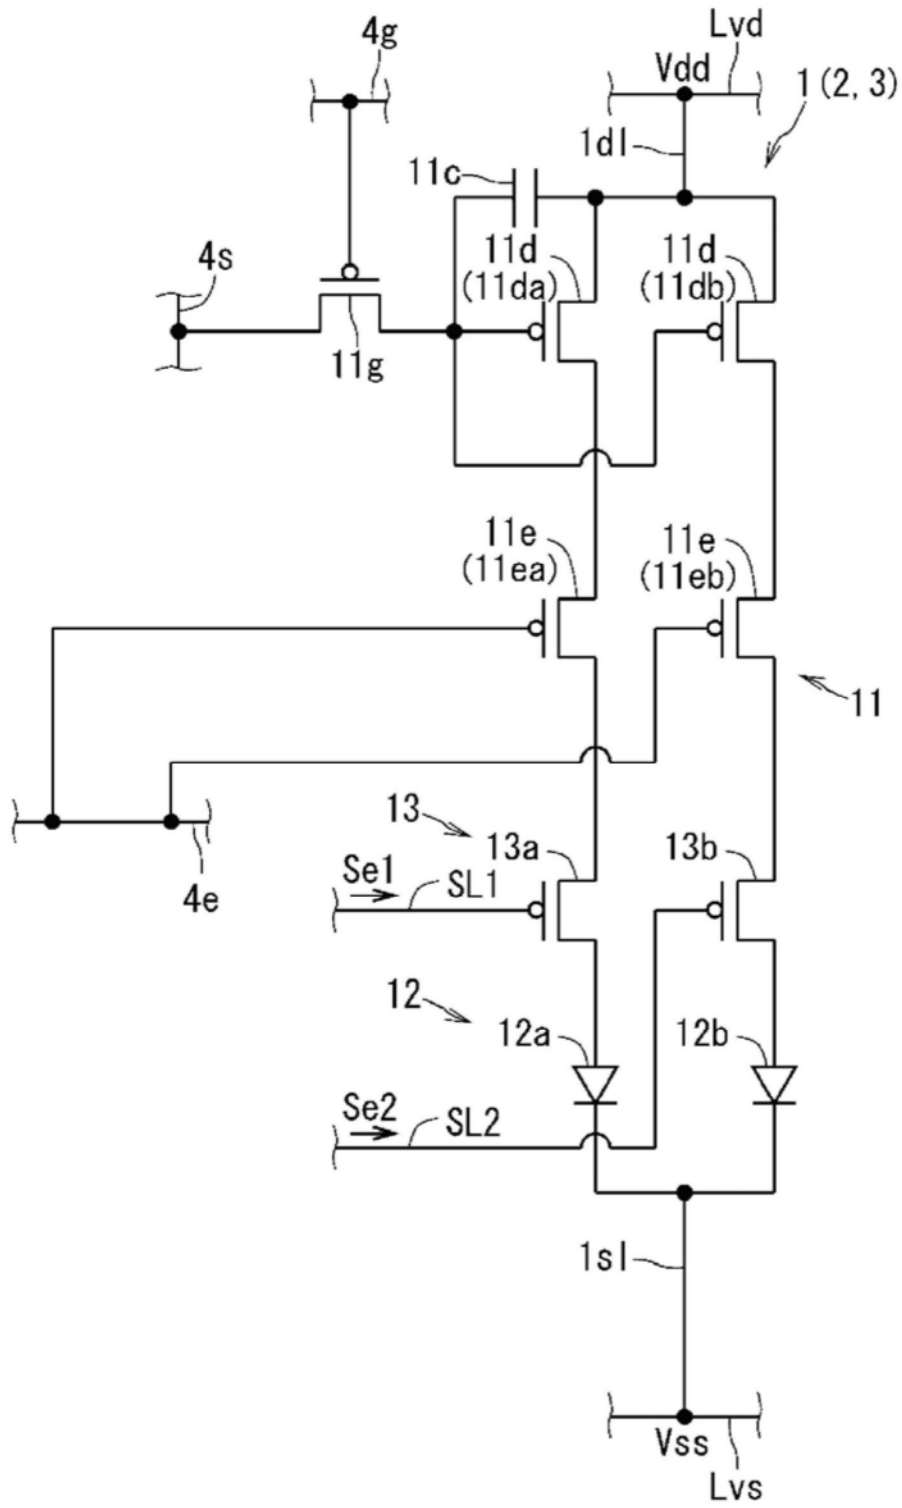 Lvd
4g
Vdd
1(2, 3)
1dl
11c
4s
11d
(11da)
11d
(11db)
11g
11e
(11ea)
11e
(11eb)
11
13
13a
13b
Se1
SL1
4e
12
12a
12b
Se2
SL2
1sl
Vss
Lvs